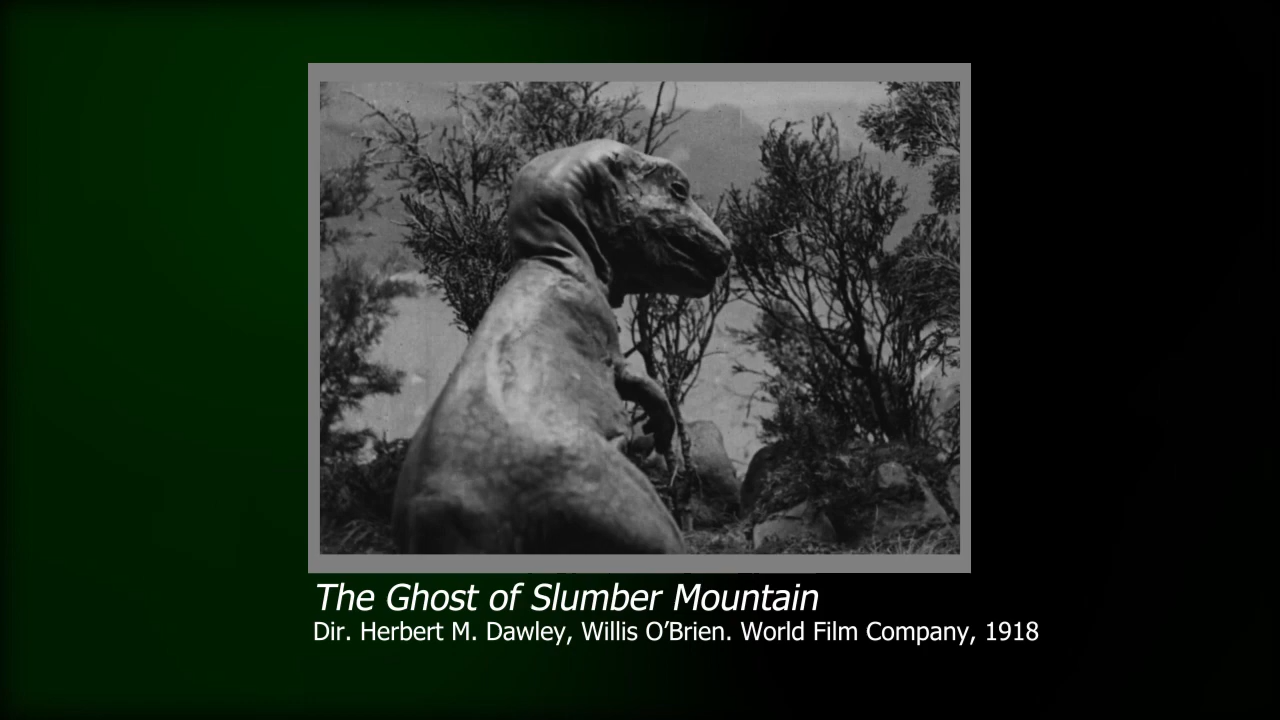 The Ghost of Slumber Mountain
Dir. Herbert M. Dawley, Willis O’Brien. World Film Company, 1918